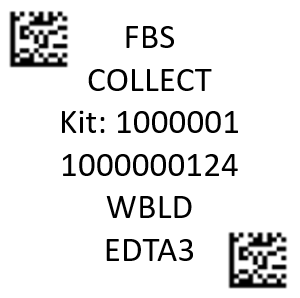 FBS
COLLECT
Kit: 1000001
1000000124
WBLD
EDTA3